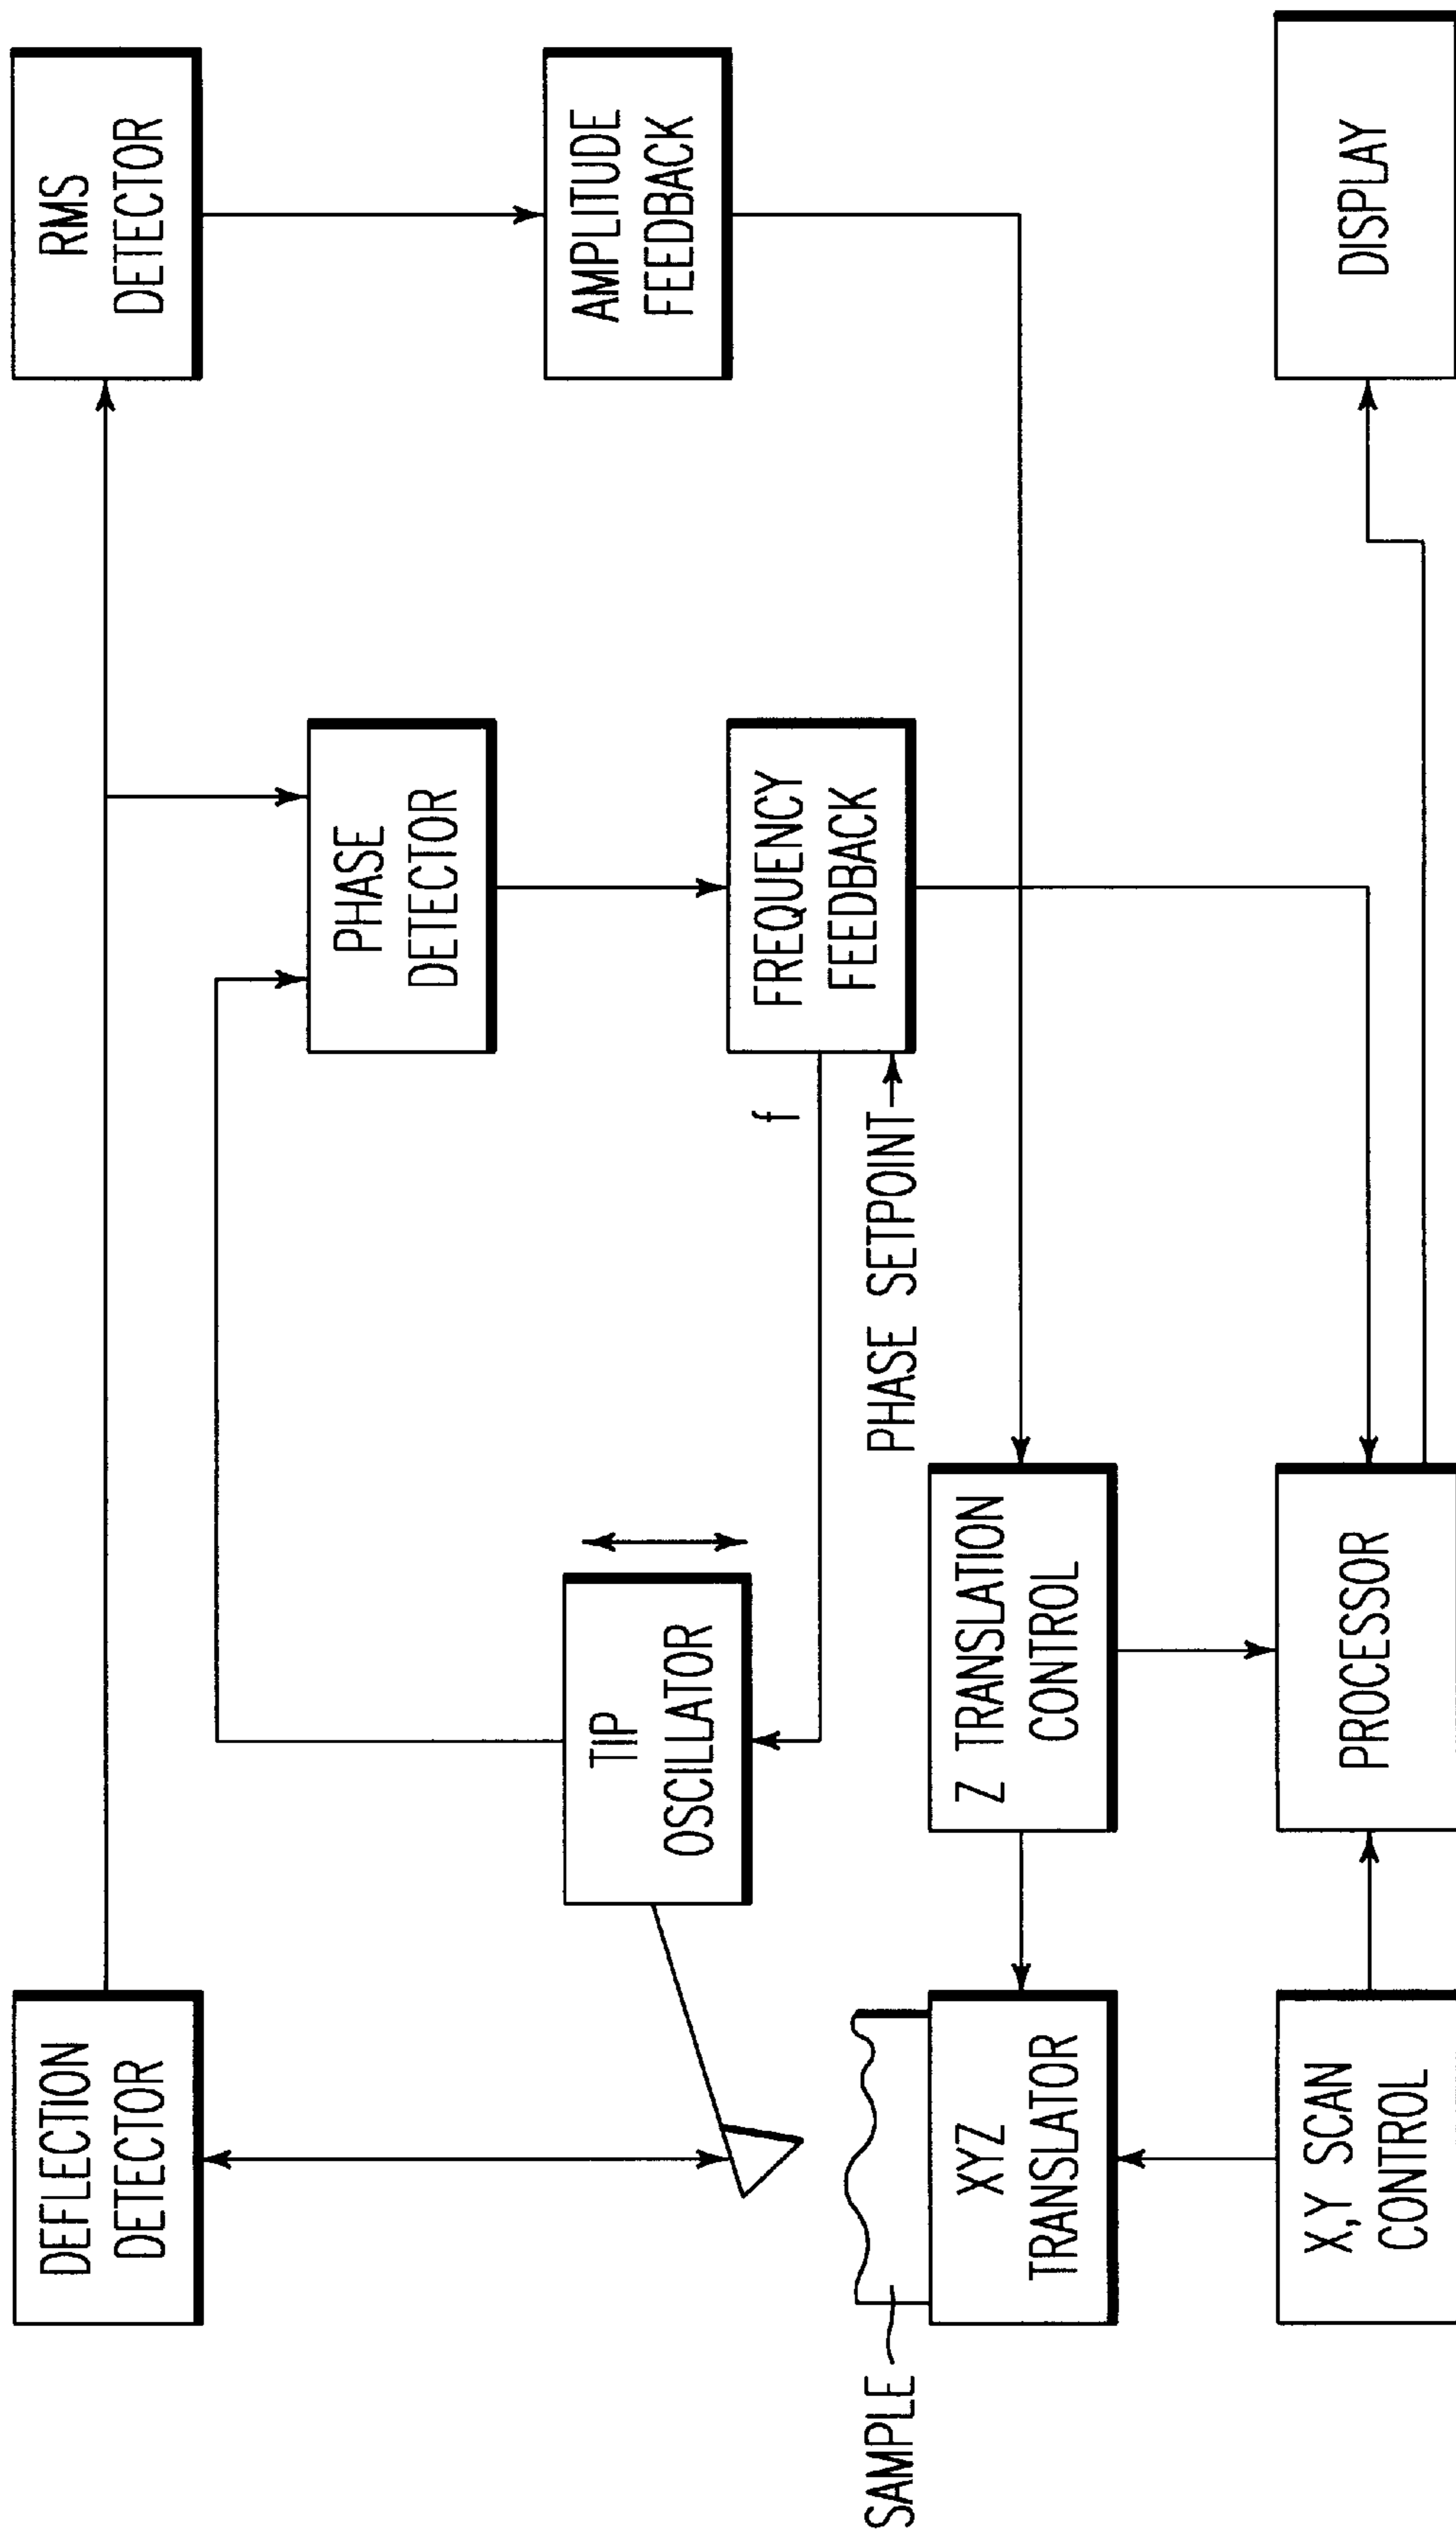 DEFLECTION
DETECTOR
RMS
DETECTOR
PHASE
DETECTOR
TIP
OSCILLATOR
AMPLITUDE
FEEDBACK
FREQUENCY
FEEDBACK
f
PHASE SETPOINT
SAMPLE
XYZ
TRANSLATOR
Z TRANSLATION
CONTROL
X,Y SCAN
CONTROL
PROCESSOR
DISPLAY